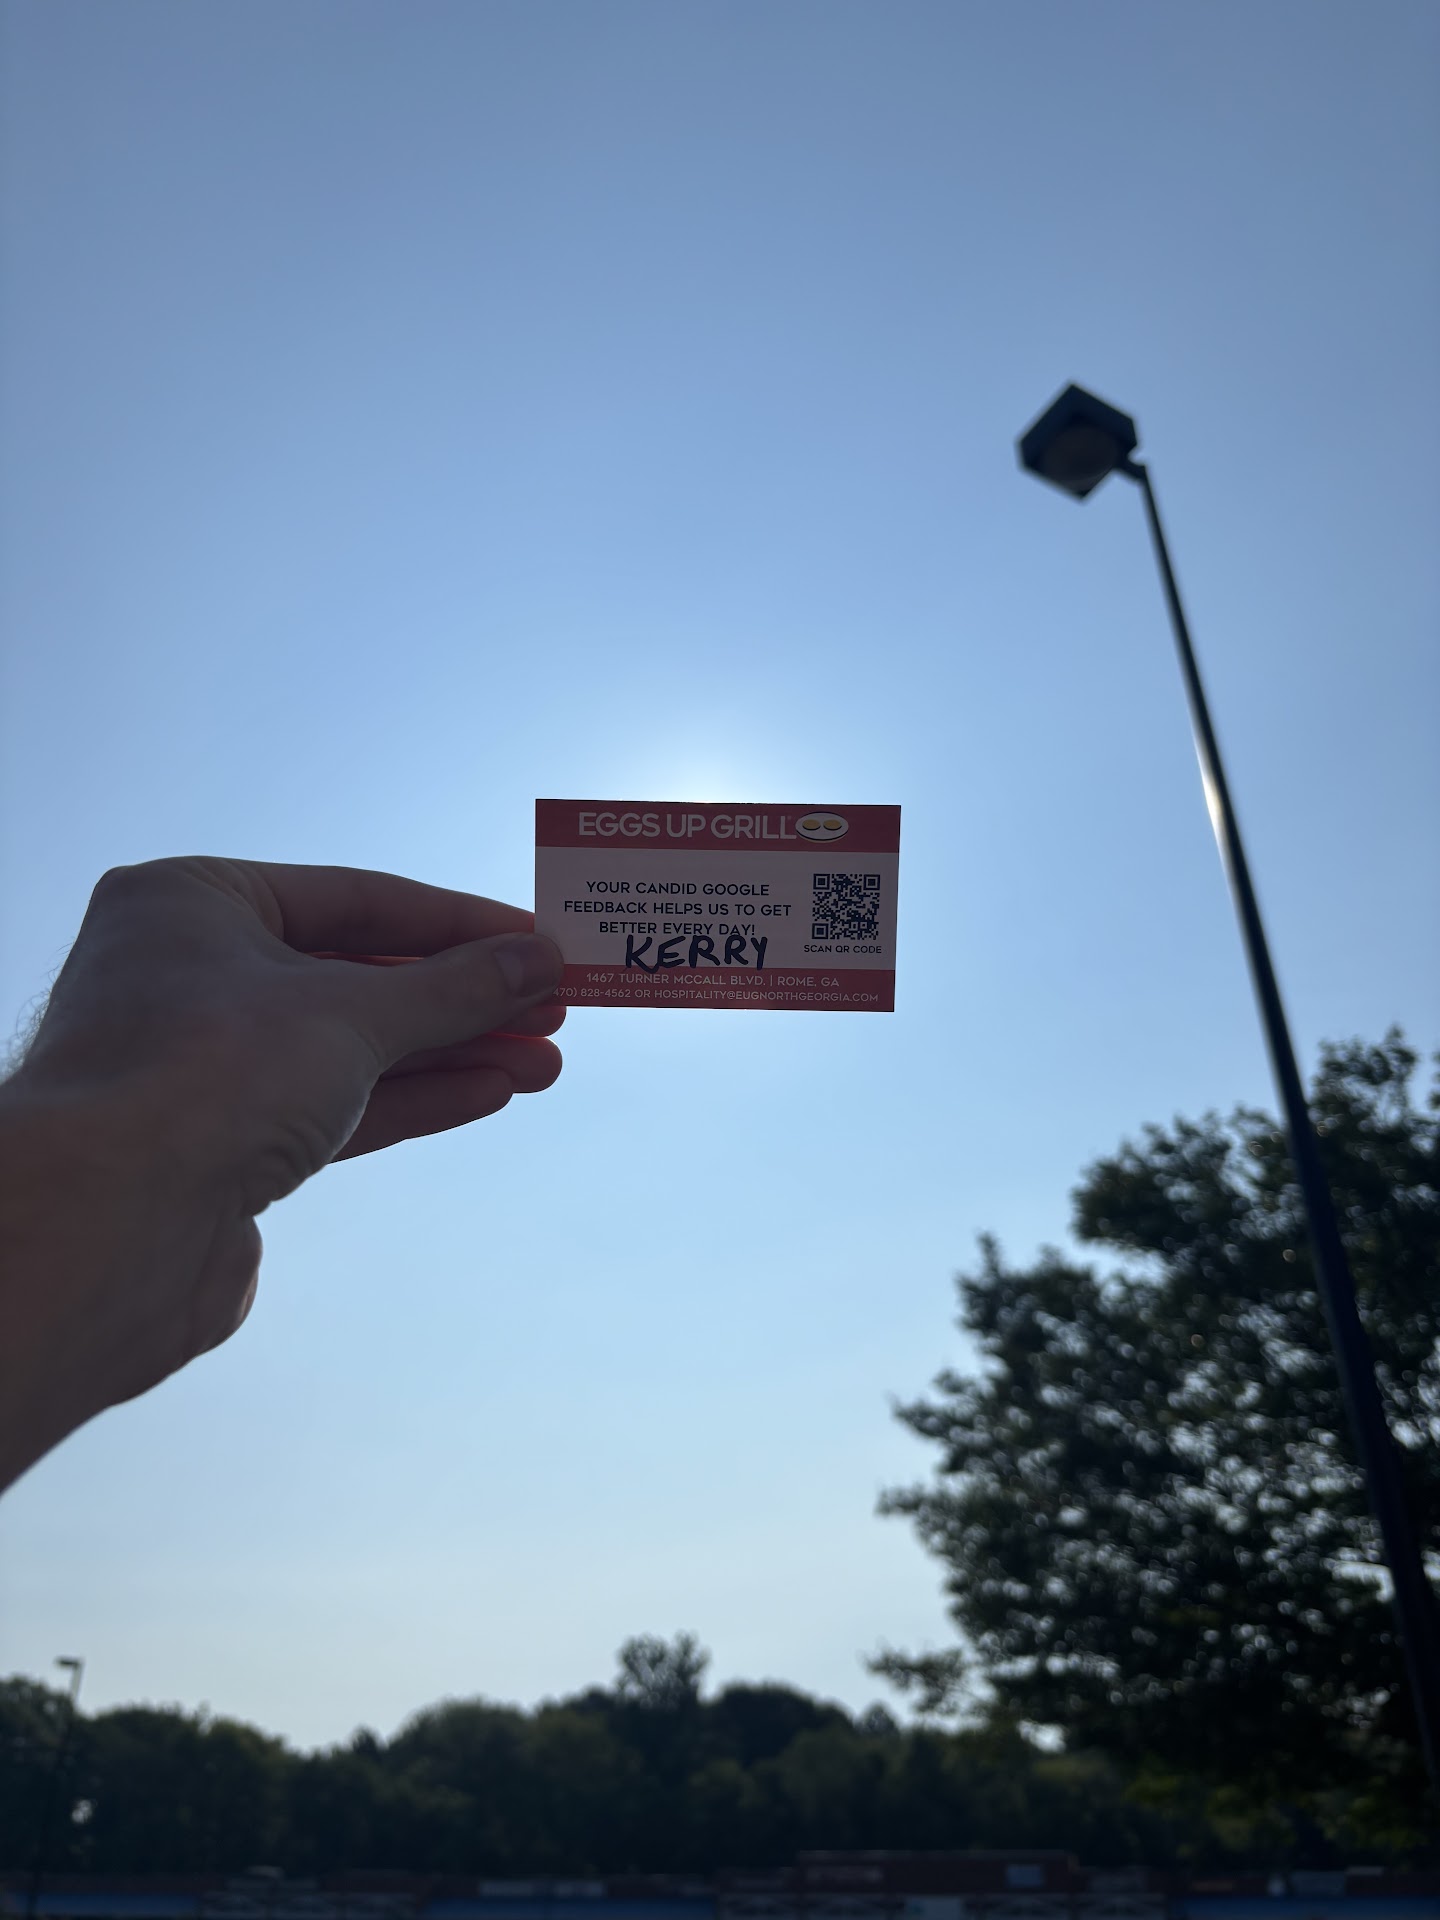 EGGS UP GRILL
YOUR CANDID GOOGLE
FEEDBACK HELPS US TO GET
BETTER EVERY DAY!
KERRY
SCAN QR CODE
1467 TURNER MCCALL BLVD. | ROME, GA
470) 828-4562 OR HOSPITALITY@EUGNORTHGEORGIA.COM